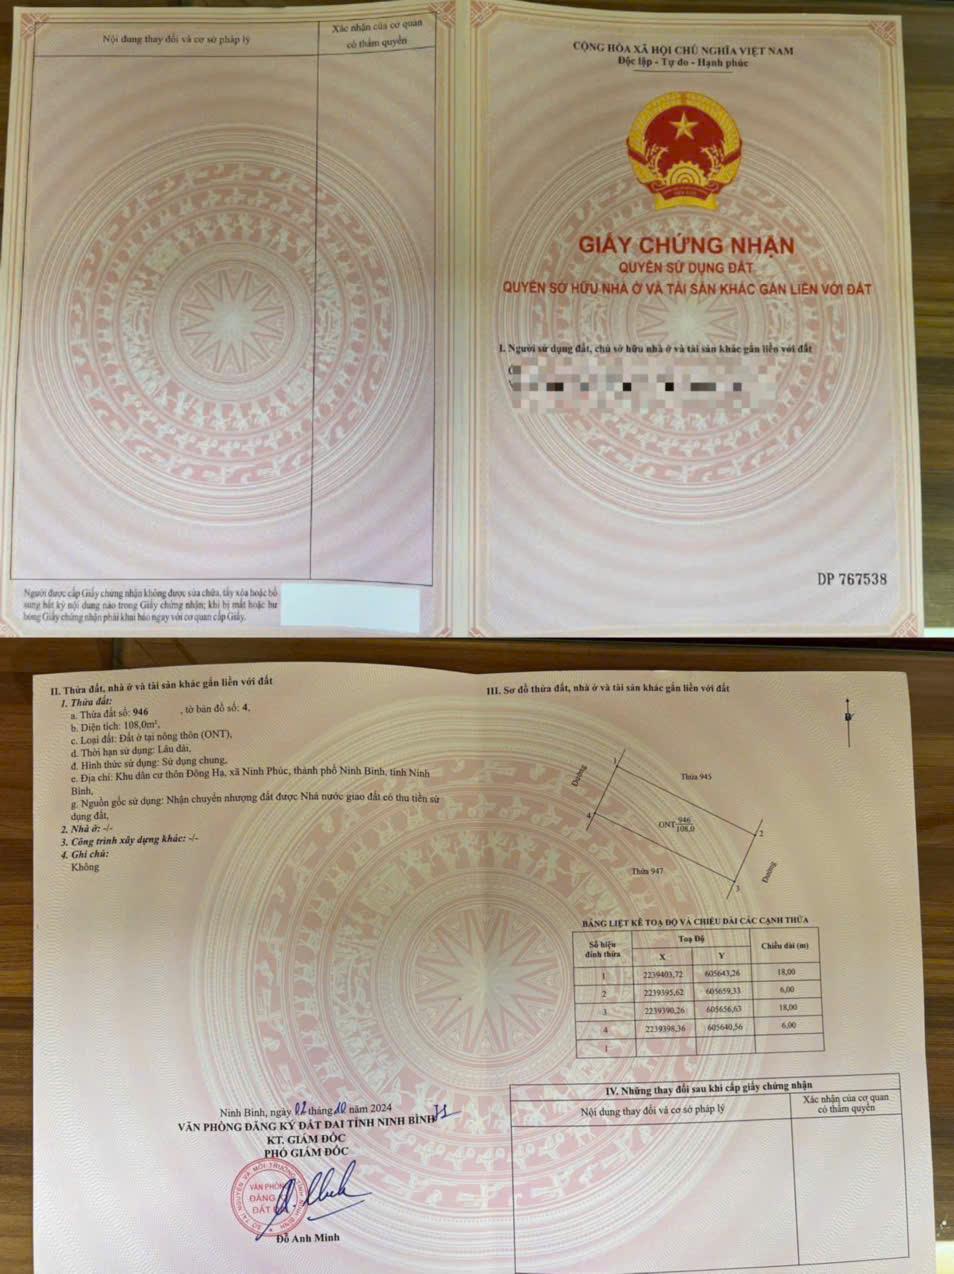 Nội dung thay đổi và cơ sở pháp lý
Xác nhận của cơ quan
có thẩm quyền
Người được cấp Giấy chứng nhận không được sửa chữa, tẩy xóa hoặc bổ
sung bất kỳ nội dung nào trong Giấy chứng nhận; khi bị mất hoặc hư
hỏng Giấy chứng nhận phải khai báo ngay với cơ quan cấp Giấy.
CỘNG HÒA XÃ HỘI CHỦ NGHĨA VIỆT NAM
Độc lập - Tự do - Hạnh phúc
GIẤY CHỨNG NHẬN
QUYỀN SỬ DỤNG ĐẤT
QUYỀN SỞ HỮU NHÀ Ở VÀ TÀI SẢN KHÁC GẮN LIỀN VỚI ĐẤT
I. Người sử dụng đất, chủ sở hữu nhà ở và tài sản khác gắn liền với đất
DP 767538
II. Thửa đất, nhà ở và tài sản khác gắn liền với đất
1. Thửa đất:
a. Thửa đất số: 946 , tờ bản đồ số: 4,
b. Diện tích: 108,0m²,
c. Loại đất: Đất ở tại nông thôn (ONT),
d. Thời hạn sử dụng: Lâu dài,
đ. Hình thức sử dụng: Sử dụng chung,
e. Địa chỉ: Khu dân cư thôn Đông Hạ, xã Ninh Phúc, thành phố Ninh Bình, tỉnh Ninh
Bình,
g. Nguồn gốc sử dụng: Nhận chuyển nhượng đất được Nhà nước giao đất có thu tiền sử
dụng đất,
2. Nhà ở: -/-
3. Công trình xây dựng khác: -/-
4. Ghi chú:
Không
Ninh Bình, ngày 02 tháng 10 năm 2024
VĂN PHÒNG ĐĂNG KÝ ĐẤT ĐAI TỈNH NINH BÌNH
KT. GIÁM ĐỐC
PHÓ GIÁM ĐỐC
VĂN PHÒNG
ĐĂNG KÝ
ĐẤT ĐAI
Đỗ Anh Minh
III. Sơ đồ thửa đất, nhà ở và tài sản khác gắn liền với đất
B
Đường
1
Thửa 945
4
ONT 946
108,0
2
Thửa 947
3
Đường
BẢNG LIỆT KÊ TOẠ ĐỘ VÀ CHIỀU DÀI CÁC CẠNH THỬA
Số hiệu
đỉnh thửa
Toạ Độ
X
Y
Chiều dài (m)
1 2239403,72 605643,26 18,00
2 2239395,62 605659,33 6,00
3 2239390,26 605656,63 18,00
4 2239398,36 605640,56 6,00
1
IV. Những thay đổi sau khi cấp giấy chứng nhận
Nội dung thay đổi và cơ sở pháp lý
Xác nhận của cơ quan
có thẩm quyền